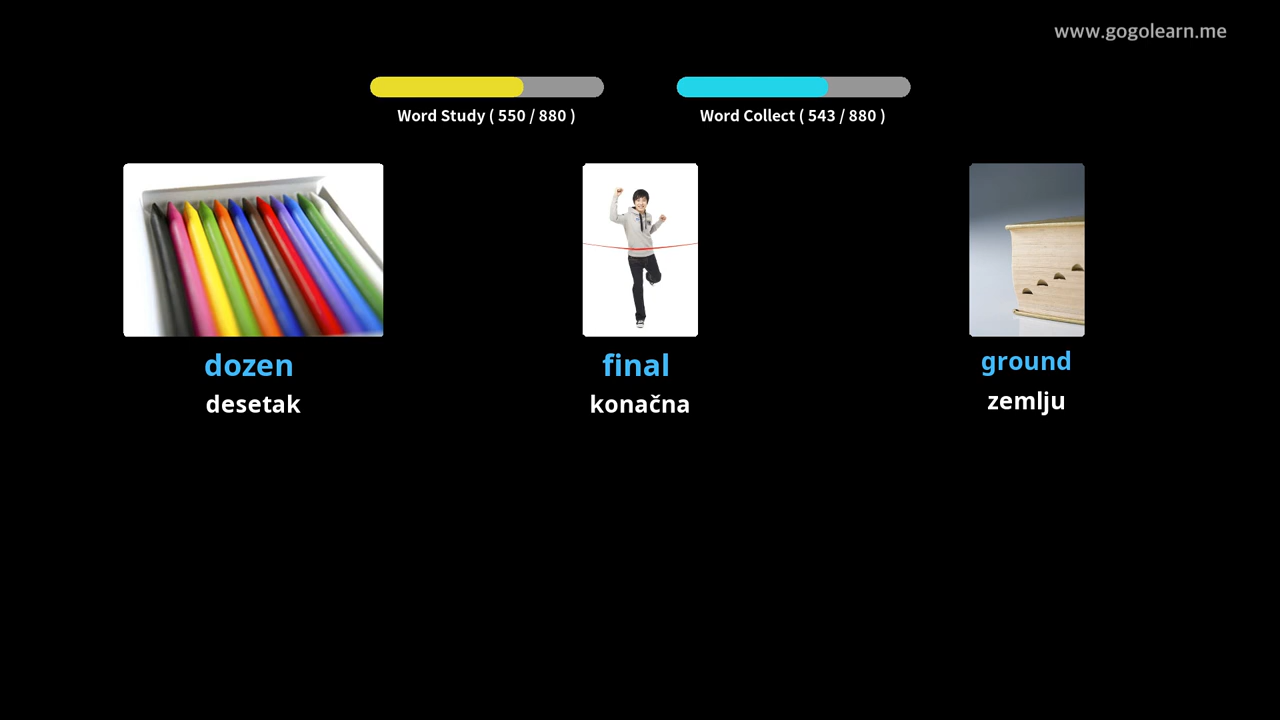 www.gogolearn.me
Word Study ( 550 / 880 )
Word Collect ( 543 / 880 )
dozen
desetak
final
konačna
ground
zemlju